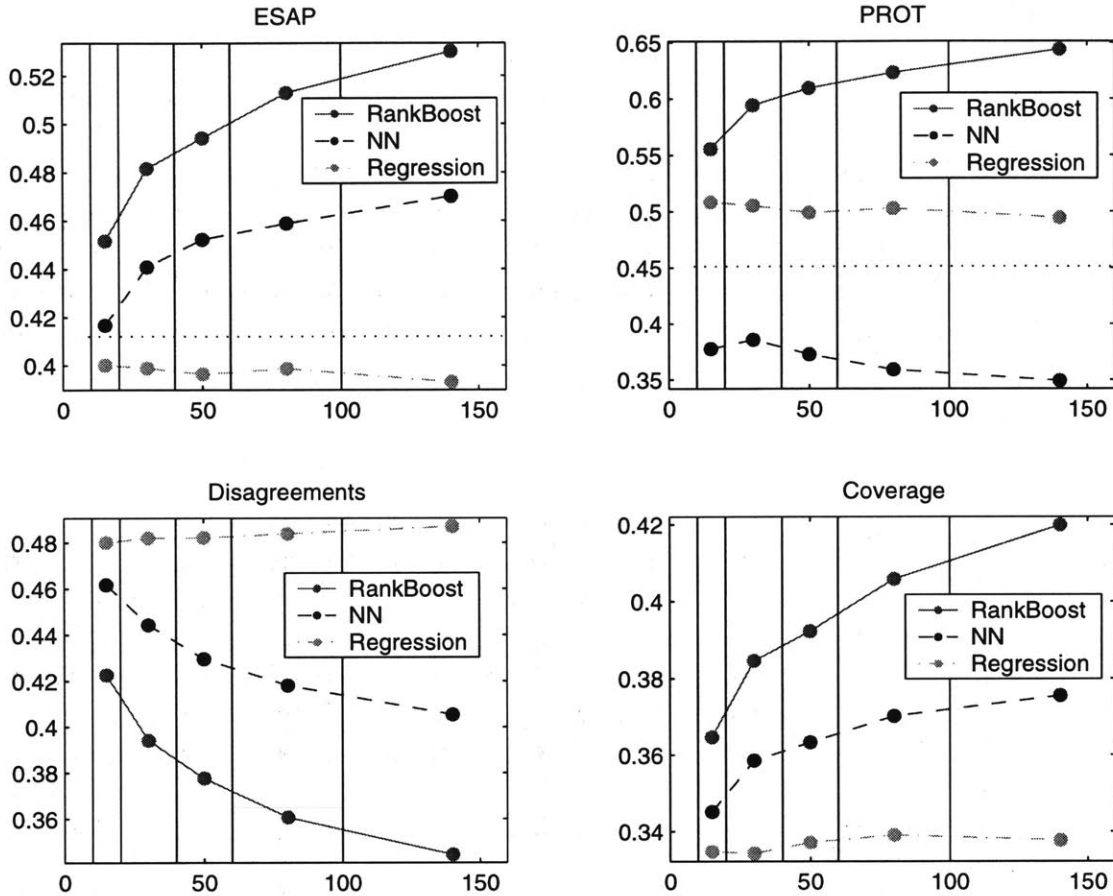 ESAP
0.52
0.5
0.48
0.46
0.44
0.42
0.4
0 50 100 150
RankBoost
NN
Regression
PROT
0.65
0.6
0.55
0.5
0.45
0.4
0.35
0 50 100 150
RankBoost
NN
Regression
Disagreements
0.48
0.46
0.44
0.42
0.4
0.38
0.36
0 50 100 150
RankBoost
NN
Regression
Coverage
0.42
0.4
0.38
0.36
0.34
0 50 100 150
RankBoost
NN
Regression